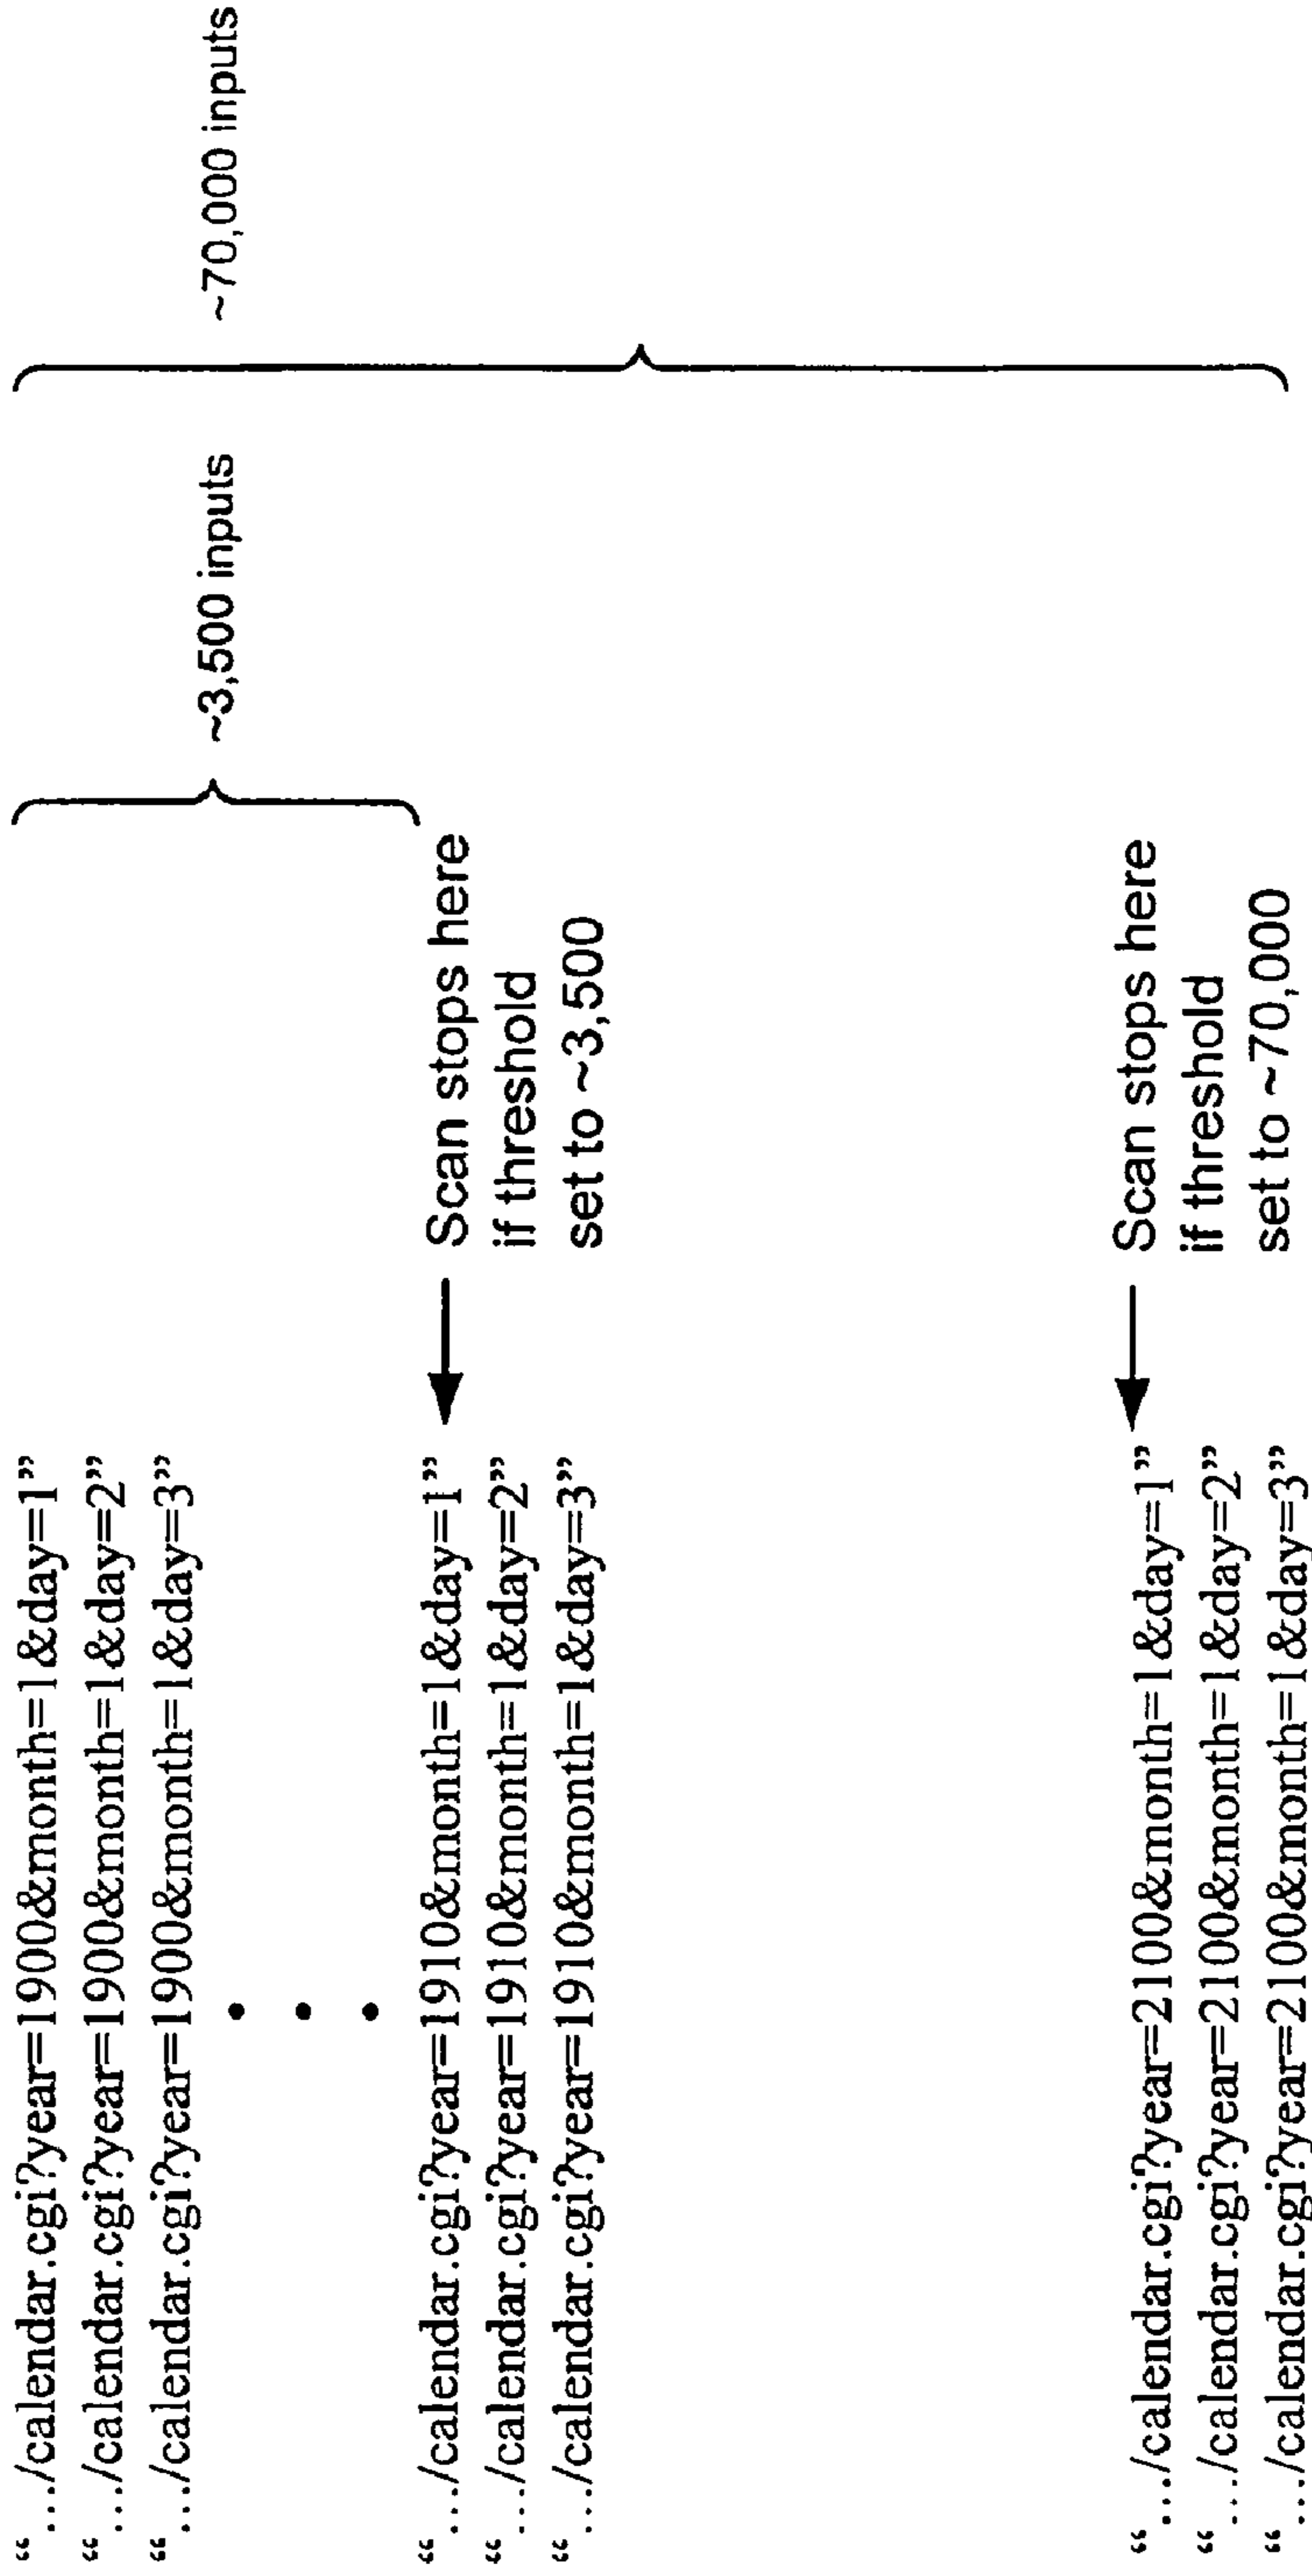 “…/calendar.cgi?year=1900&month=1&day=1”
“…/calendar.cgi?year=1900&month=1&day=2”
“…/calendar.cgi?year=1900&month=1&day=3”
~3,500 inputs
~70,000 inputs
“…/calendar.cgi?year=1910&month=1&day=1”
“…/calendar.cgi?year=1910&month=1&day=2”
“…/calendar.cgi?year=1910&month=1&day=3”
Scan stops here
if threshold
set to ~3,500
“…/calendar.cgi?year=2100&month=1&day=1”
“…/calendar.cgi?year=2100&month=1&day=2”
“…/calendar.cgi?year=2100&month=1&day=3”
Scan stops here
if threshold
set to ~70,000